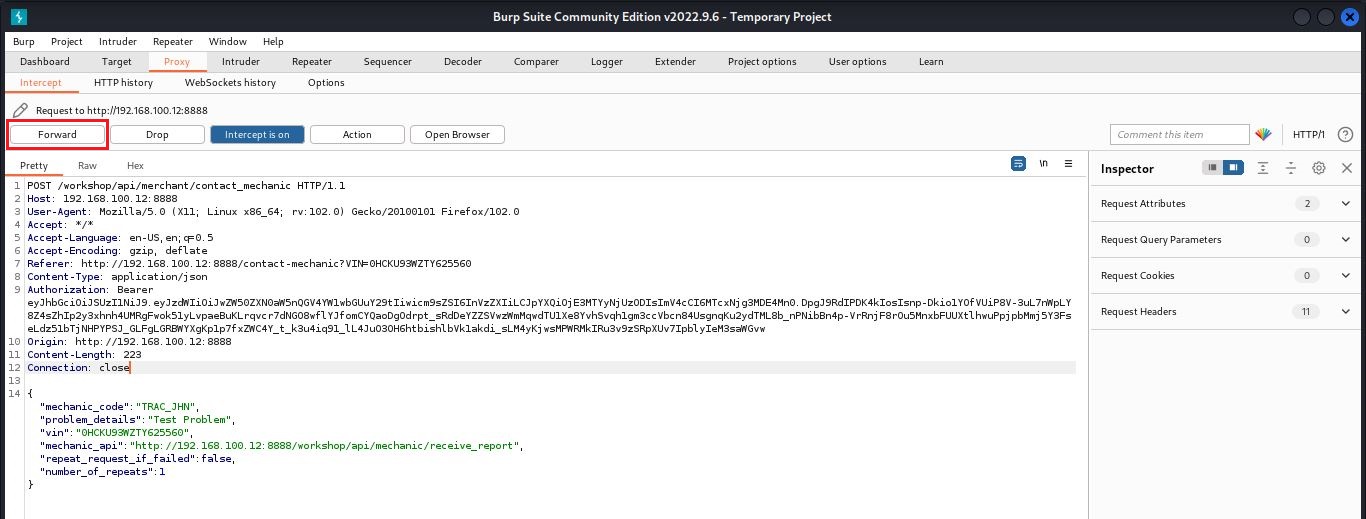 Burp Suite Community Edition v2022.9.6 - Temporary Project
Burp Project Intruder Repeater Window Help
Dashboard Target Proxy Intruder Repeater Sequencer Decoder Comparer Logger Extender Project options User options Learn
Intercept HTTP history WebSockets history Options
Request to http://192.168.100.12:8888
Forward Drop Intercept is on Action Open Browser Comment this item HTTP/1 ?
Pretty Raw Hex \n
Inspector
1 POST /workshop/api/merchant/contact_mechanic HTTP/1.1
2 Host: 192.168.100.12:8888
3 User-Agent: Mozilla/5.0 (X11; Linux x86_64; rv:102.0) Gecko/20100101 Firefox/102.0
4 Accept: */*
5 Accept-Language: en-US,en;q=0.5
6 Accept-Encoding: gzip, deflate
7 Referer: http://192.168.100.12:8888/contact-mechanic?VIN=0HCKU93WZTY625560
8 Content-Type: application/json
9 Authorization: Bearer
10 Origin: http://192.168.100.12:8888
11 Content-Length: 223
12 Connection: close
13
14 {
"mechanic_code":"TRAC_JHN",
"problem_details":"Test Problem",
"vin":"0HCKU93WZTY625560",
"mechanic_api":"http://192.168.100.12:8888/workshop/api/mechanic/receive_report",
"repeat_request_if_failed":false,
"number_of_repeats":1
}
Request Attributes 2
Request Query Parameters 0
Request Cookies 0
Request Headers 11